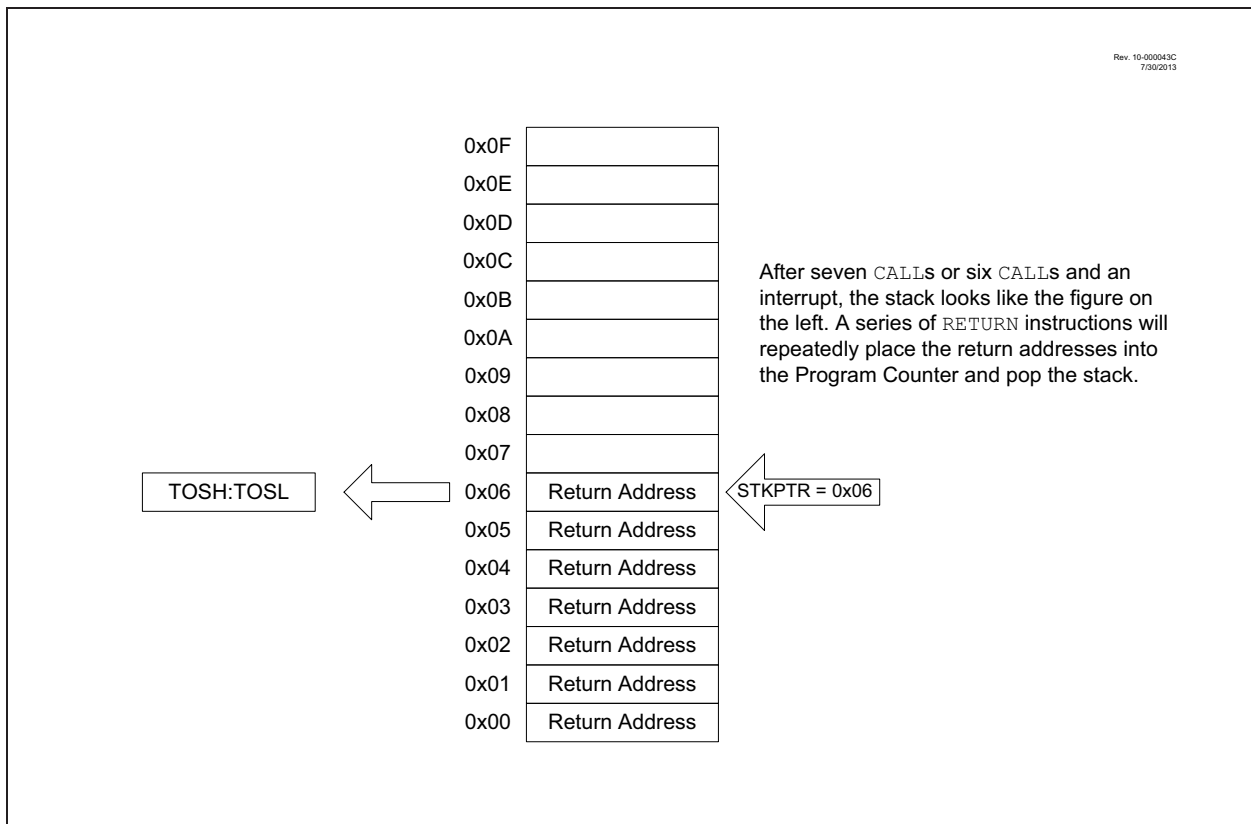 Rev. 10-000043C
7/30/2013
0x0F
0x0E
0x0D
0x0C
0x0B
0x0A
0x09
0x08
0x07
After seven CALLs or six CALLs and an
interrupt, the stack looks like the figure on
the left. A series of RETURN instructions will
repeatedly place the return addresses into
the Program Counter and pop the stack.
TOSH:TOSL
0x06 Return Address
STKPTR = 0x06
0x05 Return Address
0x04 Return Address
0x03 Return Address
0x02 Return Address
0x01 Return Address
0x00 Return Address